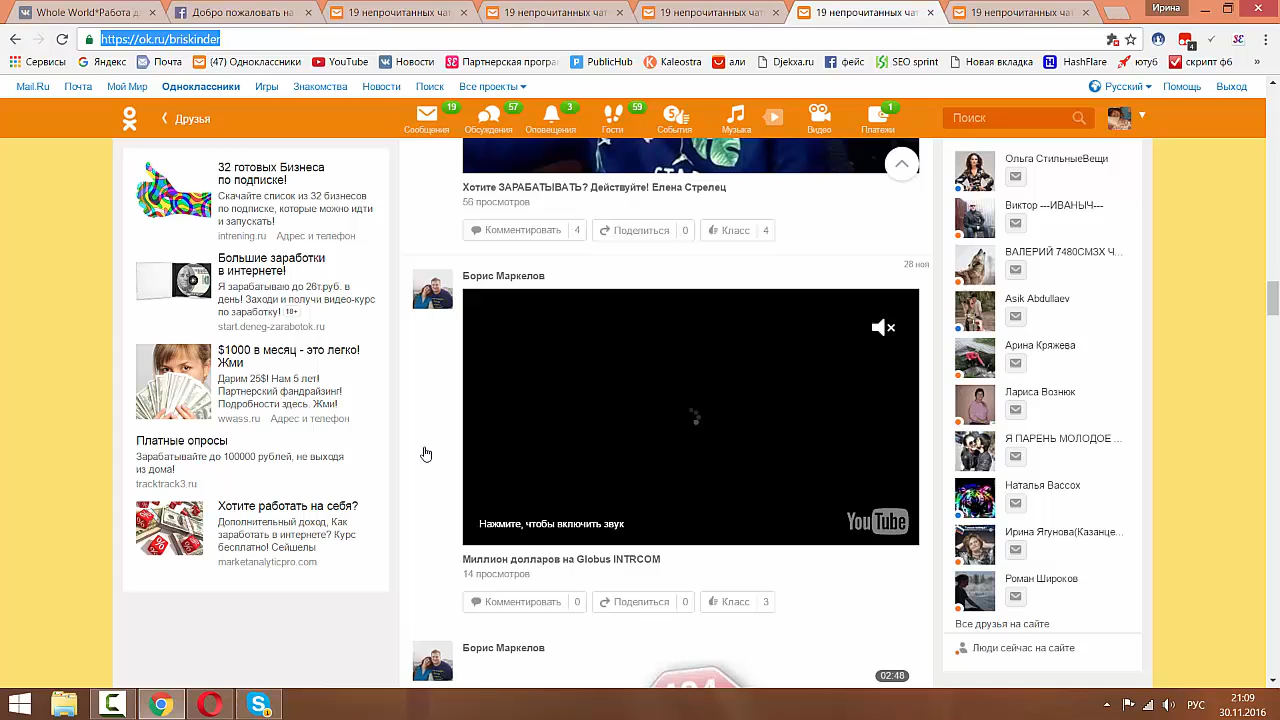 Whole World*Работа д
Добро пожаловать на
19 непрочитанных чат
19 непрочитанных чат
19 непрочитанных чат
19 непрочитанных чат
19 непрочитанных чат
Ирина
https://ok.ru/briskinder
4
Сервисы
Яндекс
Почта
(47) Одноклассники
YouTube
Новости
Партнерская програм
PublicHub
Kaleostra
али
Djekxa.ru
фейс
SEO sprint
Новая вкладка
HashFlare
ютуб
скрипт фб
»
Mail.Ru
Почта
Мой Мир
Одноклассники
Игры
Знакомства
Новости
Поиск
Все проекты
Русский
Помощь
Выход
Друзья
19
Сообщения
57
Обсуждения
3
Оповещения
59
Гости
События
Музыка
Видео
1
Платежи
Поиск
32 готовых Бизнеса
по подписке!
Скачайте список из 32 бизнесов
по подписке, которые можно идти
и запускать!
intrening.ru Адрес и телефон
Большие заработки
в интернете!
Я зарабатываю до 26т.руб. в
день! Заходи и получи видео-курс
по заработку! 18+
start.deneg-zarabotok.ru
$1000 в месяц - это легко!
Жми
Дарим 25$! Нам 5 лет!
Партнерский фандрайзинг!
Подробности здесь. Жми!
wwass.ru Адрес и телефон
Платные опросы
Зарабатывайте до 100000 рублей, не выходя
из дома!
tracktrack3.ru
Хотите работать на себя?
Дополнительный доход, Как
заработать в интернете? Курс
бесплатно! Сейшелы
marketanalyticpro.com
STAR
Хотите ЗАРАБАТЫВАТЬ? Действуйте! Елена Стрелец
56 просмотров
Комментировать 4
Поделиться 0
Класс 4
28 ноя
Борис Маркелов
Нажмите, чтобы включить звук
YouTube
Миллион долларов на Globus INTRCOM
14 просмотров
Комментировать 0
Поделиться 0
Класс 3
Борис Маркелов
02:48
Ольга СтильныеВещи
Виктор ---ИВАНЫЧ---
ВАЛЕРИЙ 7480СМЗХ Ч...
Asik Abdullaev
Арина Кряжева
Лариса Вознюк
Я ПАРЕНЬ МОЛОДОЕ ...
Наталья Вассох
Ирина Ягунова(Казанце...
Роман Широков
Все друзья на сайте
Люди сейчас на сайте
РУС
21:09
30.11.2016